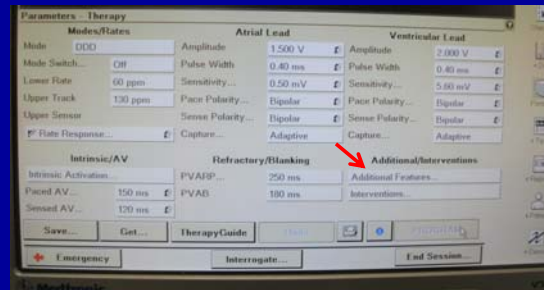 Parameters - Therapy
Modes/Rates Atrial Lead Ventricular Lead
Mode DDD Amplitude 1.500 V Amplitude 2.000 V
Mode Switch... Off Pulse Width 0.40 ms Pulse Width 0.40 ms
Lower Rate 60 ppm Sensitivity... 0.50 mV Sensitivity... 5.60 mV
Upper Track 130 ppm Pace Polarity... Bipolar Pace Polarity... Bipolar
Upper Sensor Sense Polarity... Bipolar Sense Polarity... Bipolar
Rate Response... Capture... Adaptive Capture... Adaptive
Intrinsic/AV Refractory/Blanking Additional/Interventions
Intrinsic Activation... PVARP... 250 ms Additional Features...
Paced AV... 150 ms PVAB 180 ms Interventions...
Sensed AV... 120 ms
Save... Get... TherapyGuide PROGRAM
Emergency Interrogate... End Session...
Medtronic